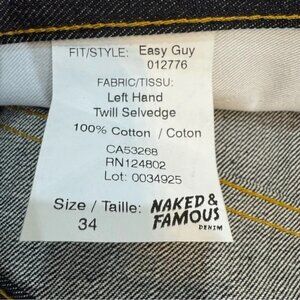 FIT/STYLE: Easy Guy
012776
FABRIC/TISSU:
Left Hand
Twill Selvedge
100% Cotton / Coton
CA53268
RN124802
Lot: 0034925
Size / Taille:
34
NAKED &
FAMOUS
DENIM